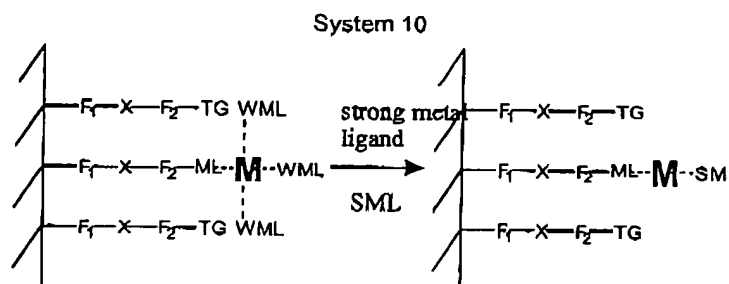 System 10
F₁—X—F₂—TG WML
F₁—X—F₂—ML--M--WML
F₁—X—F₂—TG WML
strong metal
ligand
SML
F₁—X—F₂—TG
F₁—X—F₂—ML--M--SM
F₁—X—F₂—TG